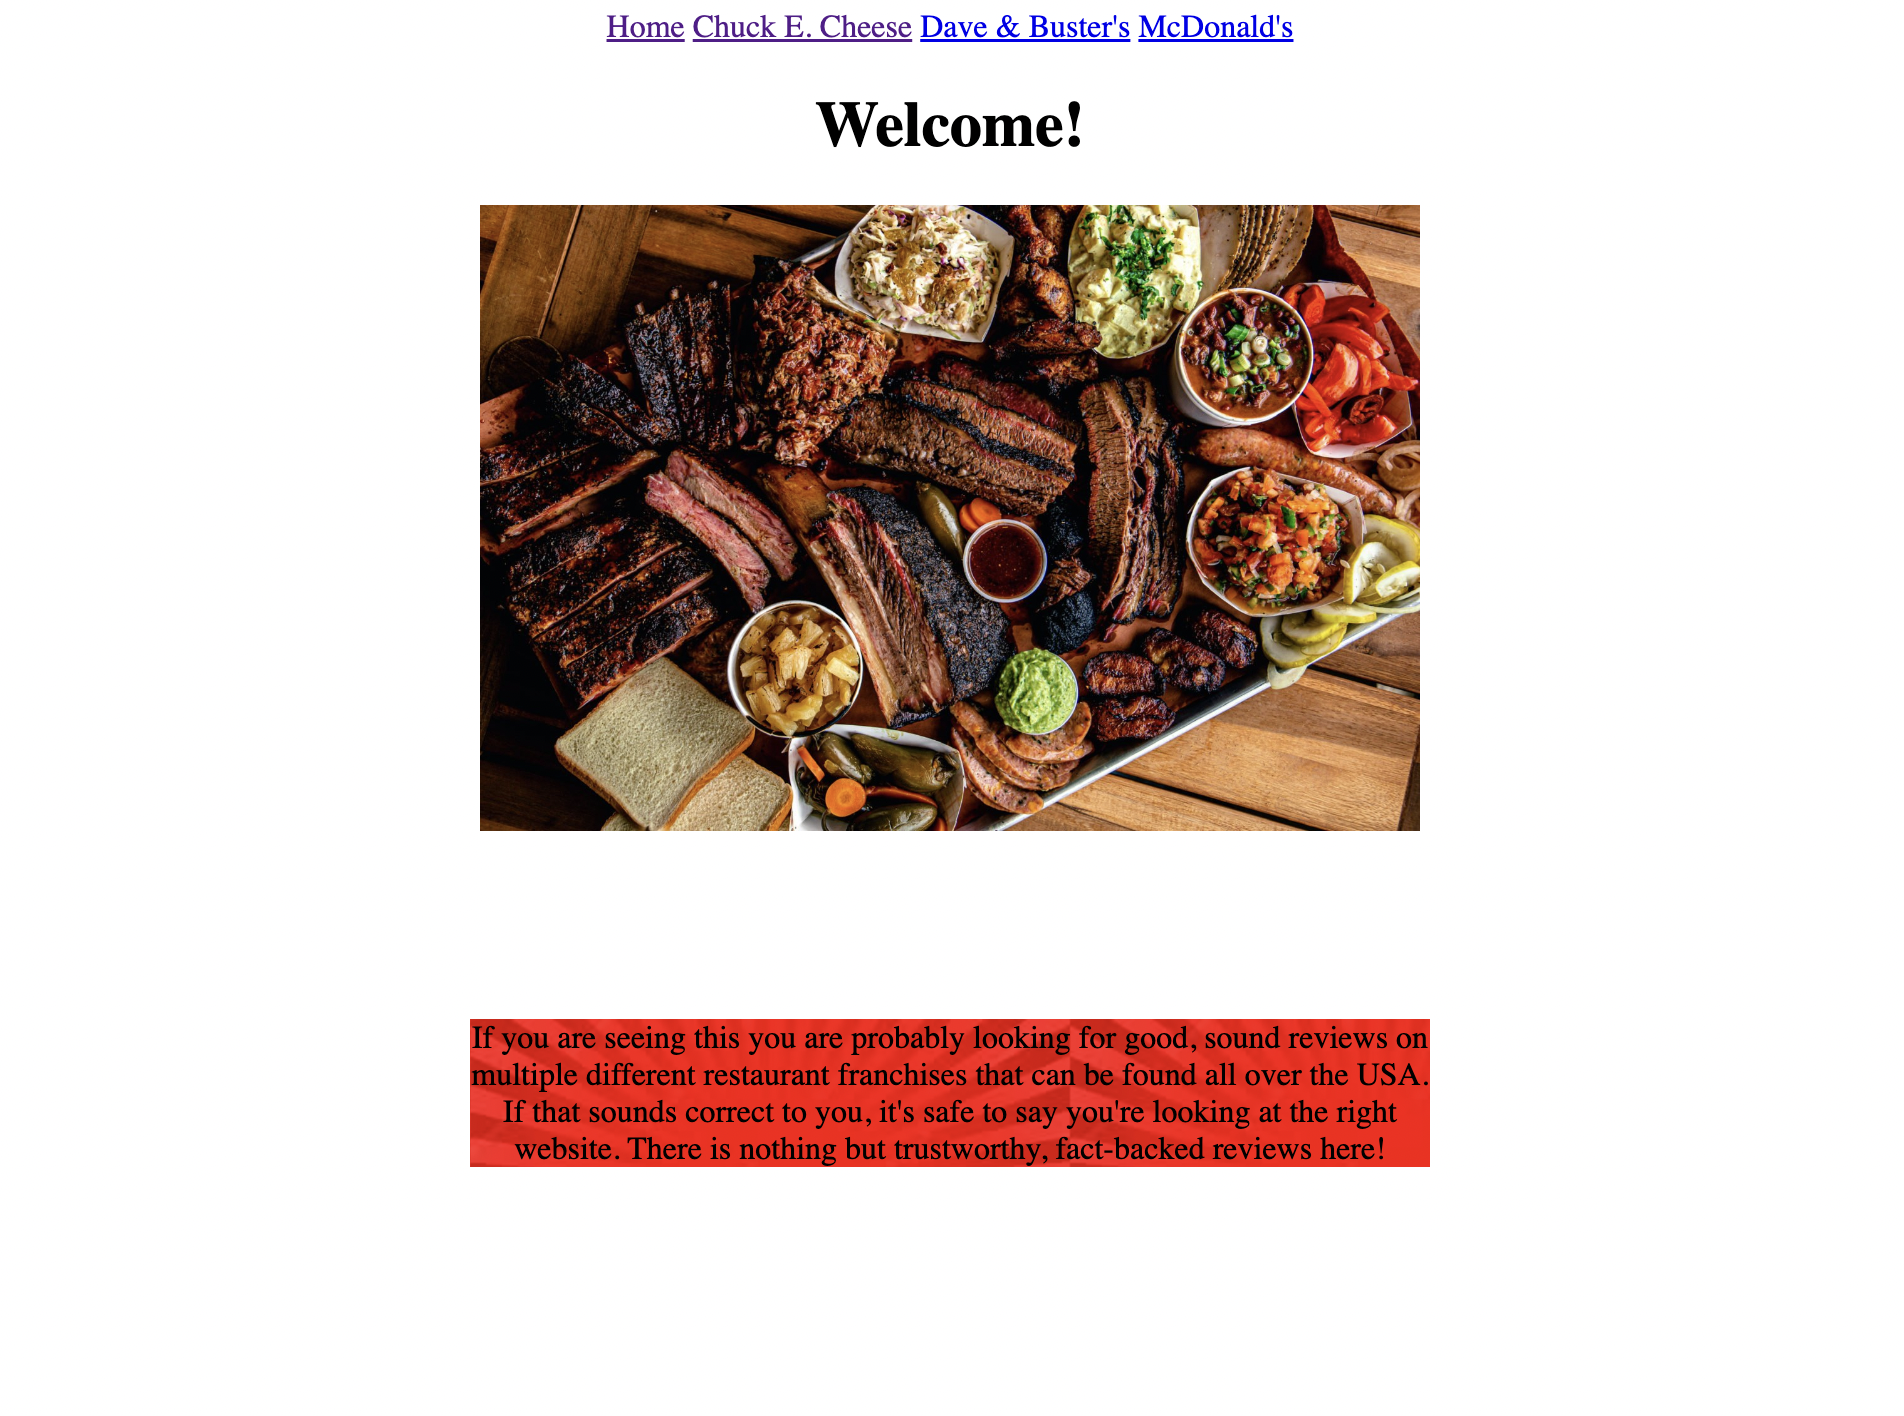 Home Chuck E. Cheese Dave & Buster's McDonald's
Welcome!
If you are seeing this you are probably looking for good, sound reviews on
multiple different restaurant franchises that can be found all over the USA.
If that sounds correct to you, it's safe to say you're looking at the right
website. There is nothing but trustworthy, fact-backed reviews here!